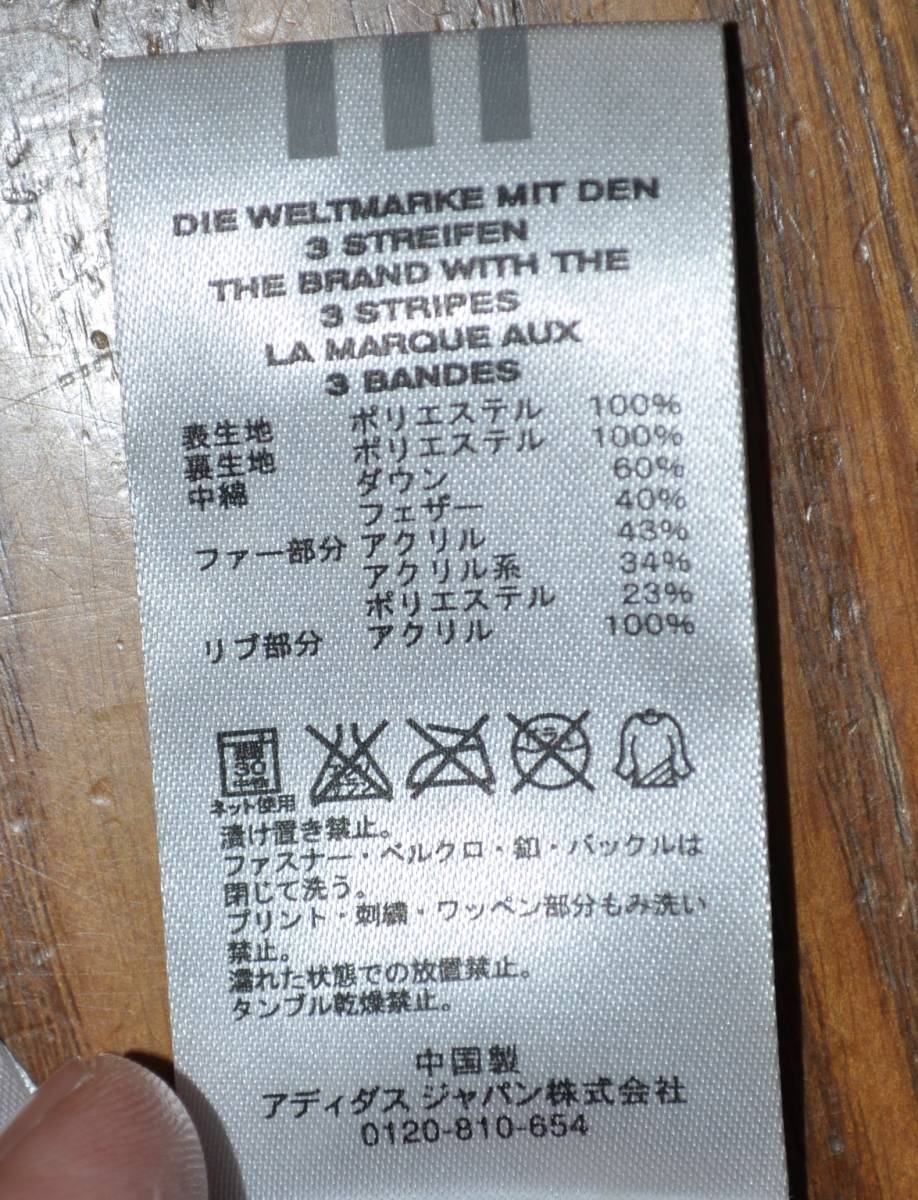 DIE WELTMARKE MIT DEN
3 STREIFEN
THE BRAND WITH THE
3 STRIPES
LA MARQUE AUX
3 BANDES
表生地 ポリエステル 100%
裏生地 ポリエステル 100%
中綿 ダウン 60%
フェザー 40%
ファー部分 アクリル 43%
アクリル系 34%
ポリエステル 23%
リブ部分 アクリル 100%
30
ネット使用
漬け置き禁止。
ファスナー・ベルクロ・釦・バックルは
閉じて洗う。
プリント・刺繍・ワッペン部分もみ洗い
禁止。
濡れた状態での放置禁止。
タンブル乾燥禁止。
中国製
アディダス ジャパン株式会社
0120-810-654